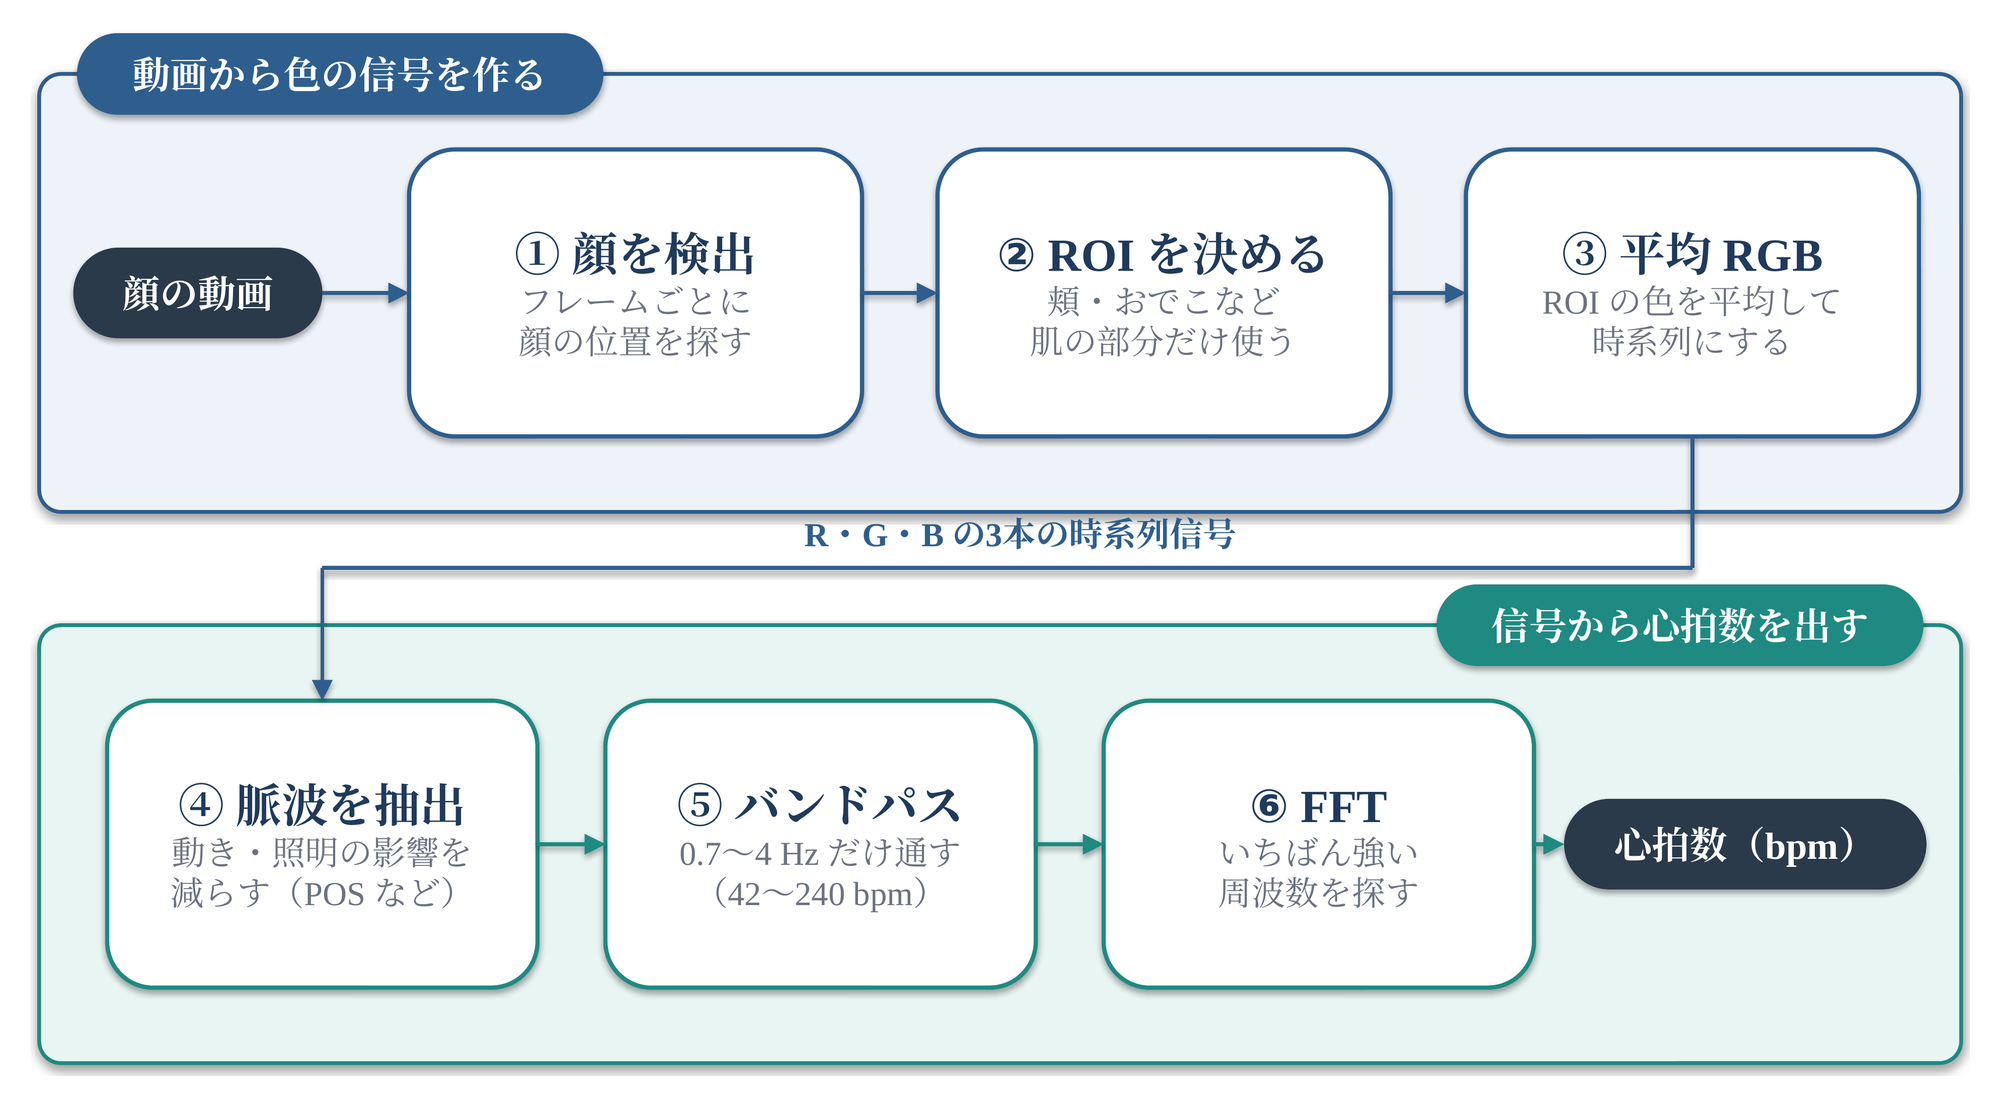 動画から色の信号を作る
顔の動画
① 顔を検出
フレームごとに
顔の位置を探す
② ROI を決める
頬・おでこなど
肌の部分だけ使う
③ 平均 RGB
ROI の色を平均して
時系列にする
R・G・B の3本の時系列信号
信号から心拍数を出す
④ 脈波を抽出
動き・照明の影響を
減らす（POS など）
⑤ バンドパス
0.7〜4 Hz だけ通す
（42〜240 bpm）
⑥ FFT
いちばん強い
周波数を探す
心拍数（bpm）